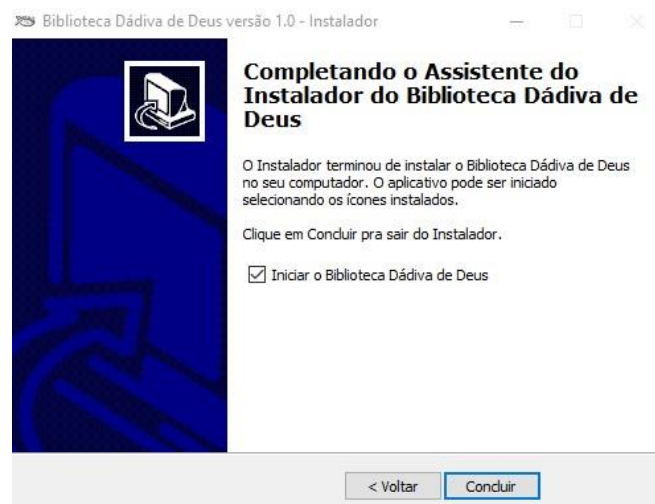 Biblioteca Dádiva de Deus versão 1.0 - Instalador
Completando o Assistente do
Instalador do Biblioteca Dádiva de
Deus
O Instalador terminou de instalar o Biblioteca Dádiva de Deus
no seu computador. O aplicativo pode ser iniciado
selecionando os ícones instalados.
Clique em Concluir pra sair do Instalador.
Iniciar o Biblioteca Dádiva de Deus
< Voltar
Concluir